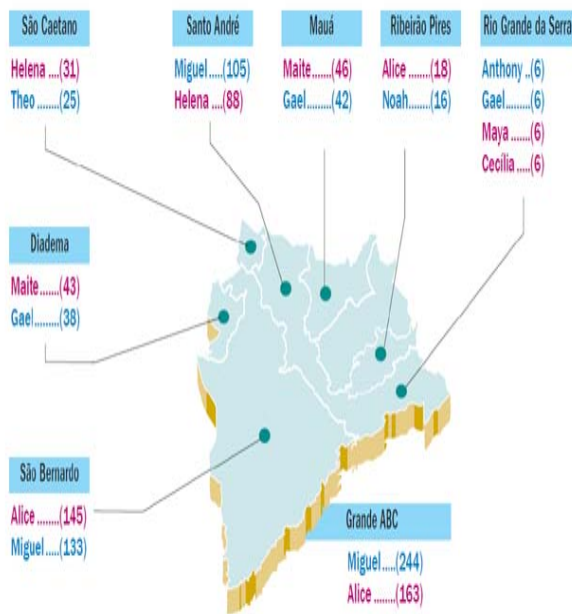 São Caetano
Helena ....(31)
Theo ........(25)
Santo André
Miguel ....(105)
Helena ...(88)
Mauá
Maite ......(46)
Gael ........(42)
Ribeirão Pires
Alice .......(18)
Noah .......(16)
Rio Grande da Serra
Anthony ..(6)
Gael ........(6)
Maya .......(6)
Cecília .....(6)
Diadema
Maite .......(43)
Gael .........(38)
São Bernardo
Alice ........(145)
Miguel .....(133)
Grande ABC
Miguel .....(244)
Alice ........(163)